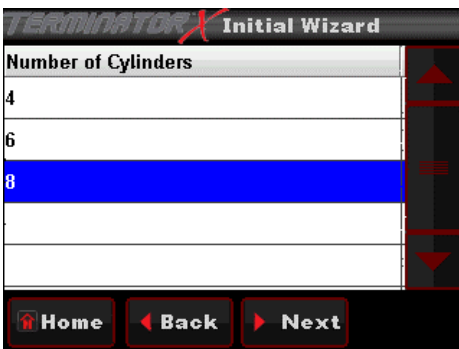 TERMINATOR X Initial Wizard
Number of Cylinders
4
6
8
Home Back Next